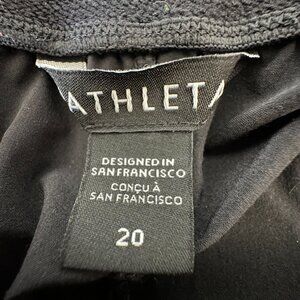 ATHLETA
DESIGNED IN
SAN FRANCISCO
CONÇU À
SAN FRANCISCO
20